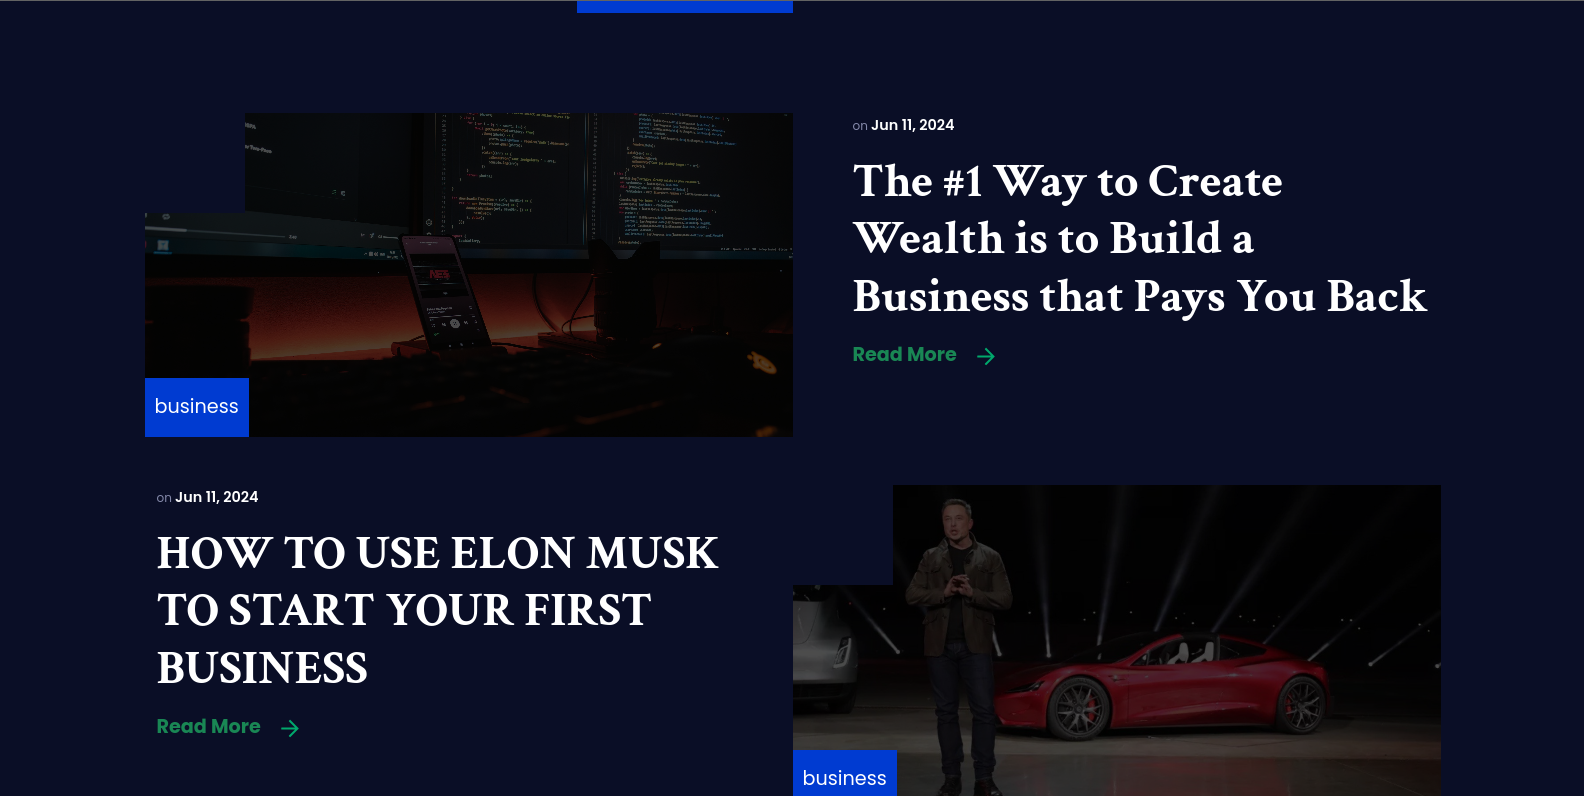 on Jun 11, 2024
The #1 Way to Create
Wealth is to Build a
Business that Pays You Back
Read More
business
on Jun 11, 2024
HOW TO USE ELON MUSK
TO START YOUR FIRST
BUSINESS
Read More
business